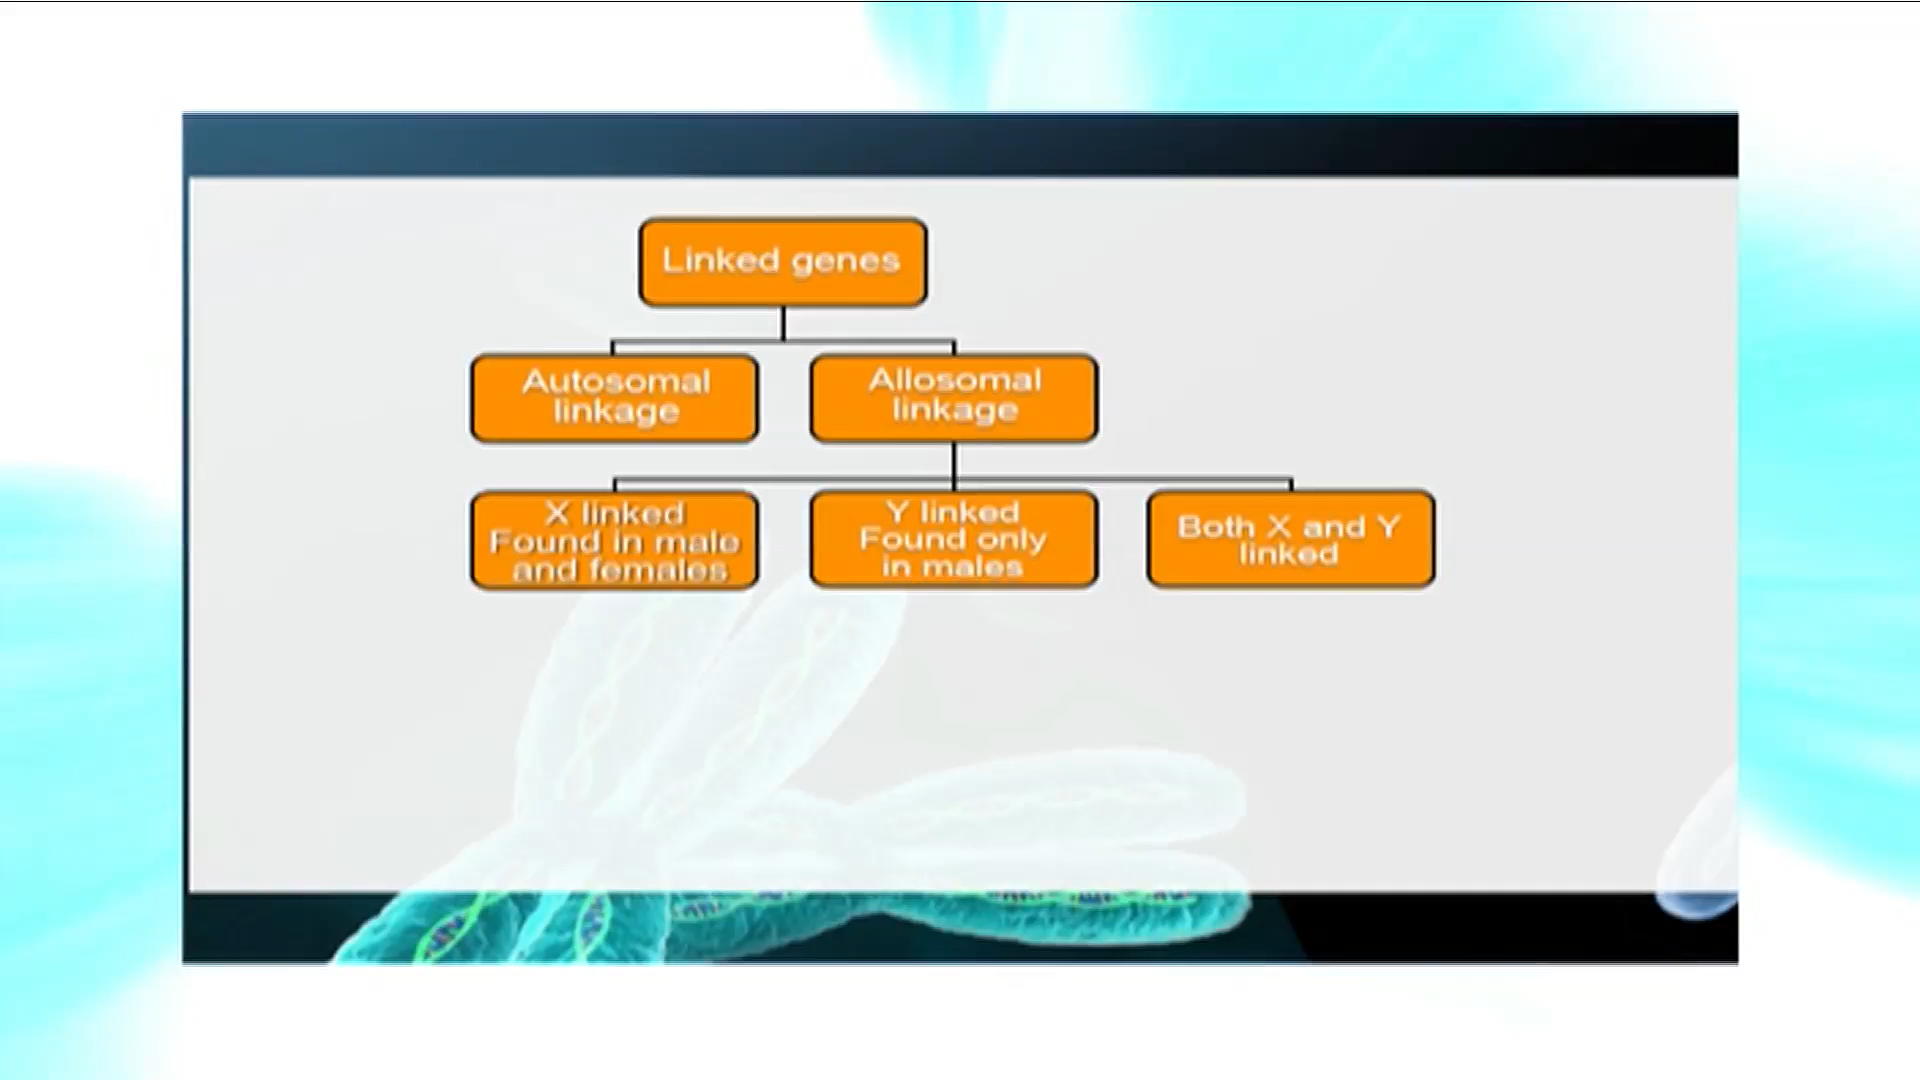 Linked genes
Autosomal
linkage
Allosomal
linkage
X linked
Found in male
and females
Y linked
Found only
in males
Both X and Y
linked